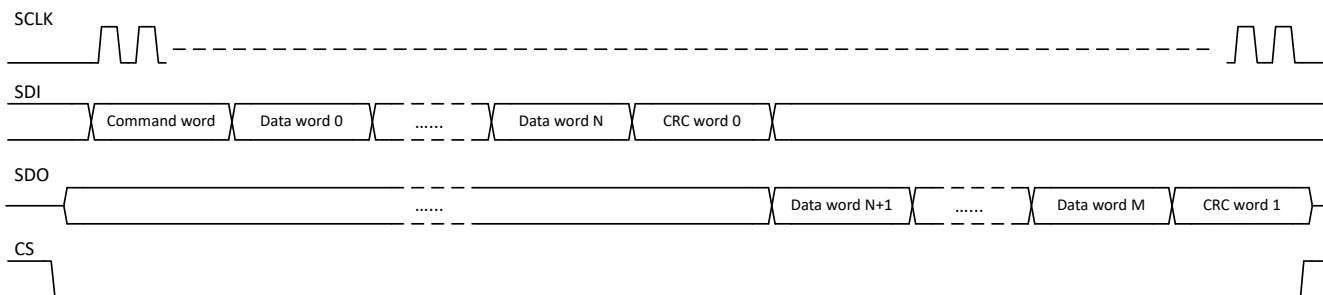 SCLK
SDI
Command word Data word 0 ...... Data word N CRC word 0
SDO
...... Data word N+1 ...... Data word M CRC word 1
CS